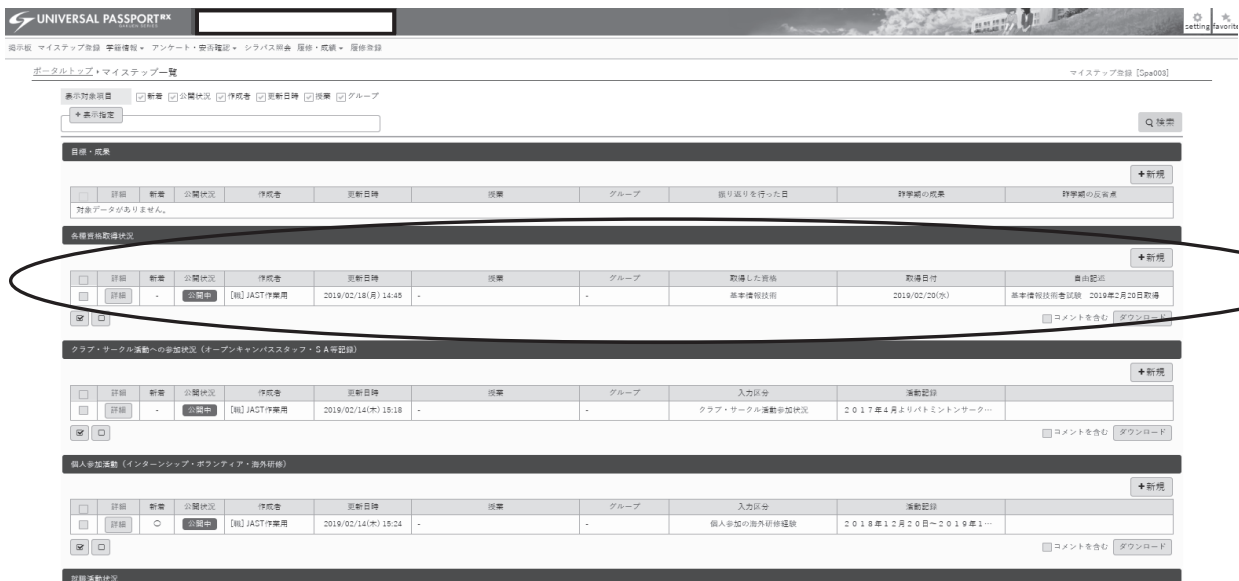 UNIVERSAL PASSPORT RX
GAKUEN SERIES
setting favorite
掲示板 マイステップ登録 学籍情報 アンケート・安否確認 シラバス照会 履修・成績 履修登録
ポータルトップ マイステップ一覧 マイステップ登録 [Spa003]
表示対象項目 新着 公開状況 作成者 更新日時 授業 グループ
+表示指定
検索
目標・成果
+新規
詳細 新着 公開状況 作成者 更新日時 授業 グループ 振り返りを行った日 昨学期の成果 昨学期の反省点
対象データがありません。
各種資格取得状況
+新規
詳細 新着 公開状況 作成者 更新日時 授業 グループ 取得した資格 取得日付 自由記述
詳細 - 公開中 [職] JAST作業用 2019/02/18(月) 14:45 - - 基本情報技術 2019/02/20(水) 基本情報技術者試験 2019年2月20日取得
コメントを含む ダウンロード
クラブ・サークル活動への参加状況(オープンキャンパススタッフ・SA等記録)
+新規
詳細 新着 公開状況 作成者 更新日時 授業 グループ 入力区分 活動記録
詳細 - 公開中 [職] JAST作業用 2019/02/14(木) 15:18 - - クラブ・サークル活動参加状況 2017年4月よりバトミントンサーク…
コメントを含む ダウンロード
個人参加活動(インターンシップ・ボランティア・海外研修)
+新規
詳細 新着 公開状況 作成者 更新日時 授業 グループ 入力区分 活動記録
詳細 ○ 公開中 [職] JAST作業用 2019/02/14(木) 15:24 - - 個人参加の海外研修経験 2018年12月20日~2019年1…
コメントを含む ダウンロード
就職活動状況